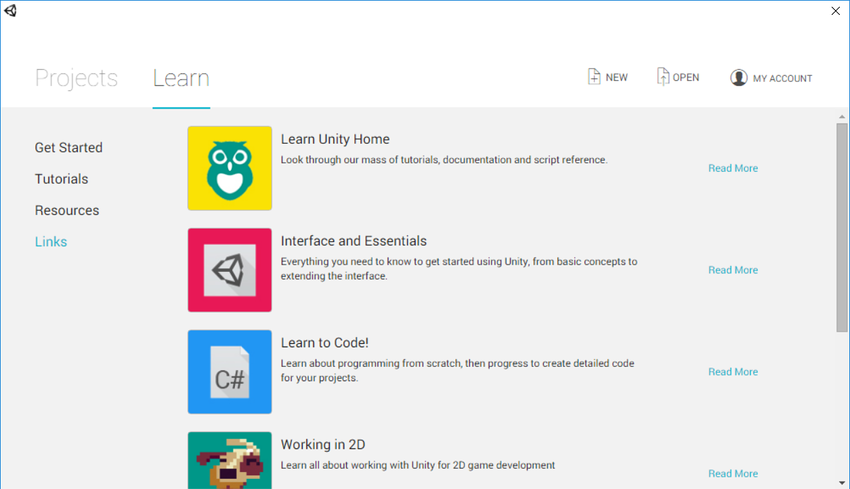 Projects
Learn
NEW
OPEN
MY ACCOUNT
Get Started
Tutorials
Resources
Links
Learn Unity Home
Look through our mass of tutorials, documentation and script reference.
Read More
Interface and Essentials
Everything you need to know to get started using Unity, from basic concepts to
extending the interface.
Read More
C#
Learn to Code!
Learn about programming from scratch, then progress to create detailed code
for your projects.
Read More
Working in 2D
Learn all about working with Unity for 2D game development
Read More